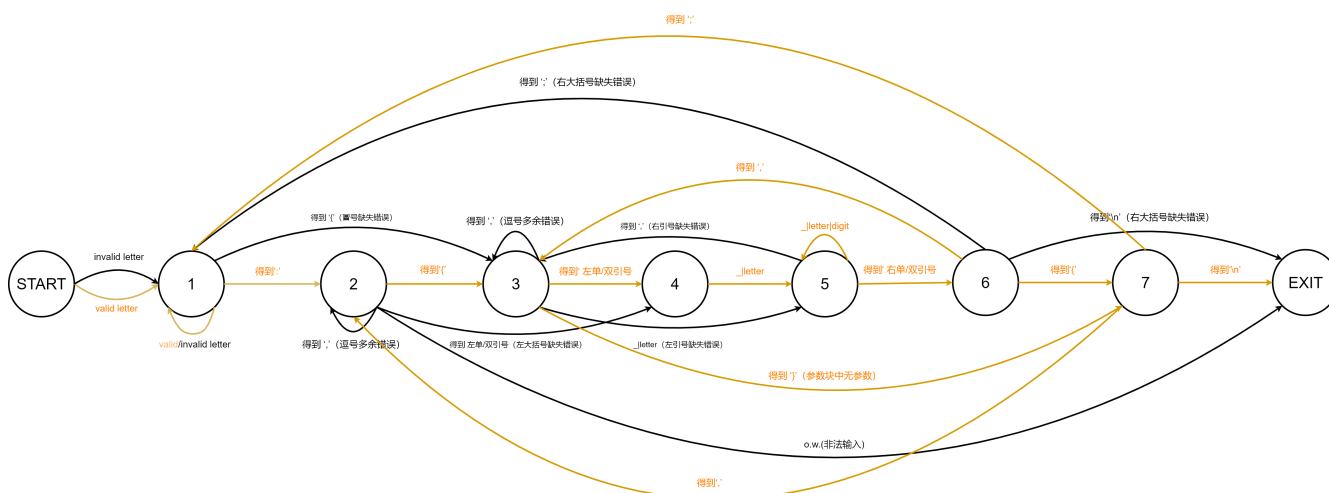 得到 ';'
得到 ';'（右大括号缺失错误）
得到 ','
得到 '{'（冒号缺失错误）
得到 ','（逗号多余错误）
得到 ','（右引号缺失错误）
_|letter|digit
得到'\n'（右大括号缺失错误）
invalid letter
得到':'
得到'{'
得到' 左单/双引号
_|letter
得到' 右单/双引号
得到'{'
得到'\n'
START
1
2
3
4
5
6
7
EXIT
valid letter
valid/invalid letter
得到 ','（逗号多余错误）
得到 左单/双引号（左大括号缺失错误）
_|letter（左引号缺失错误）
得到 '}'（参数块中无参数）
o.w.(非法输入)
得到','